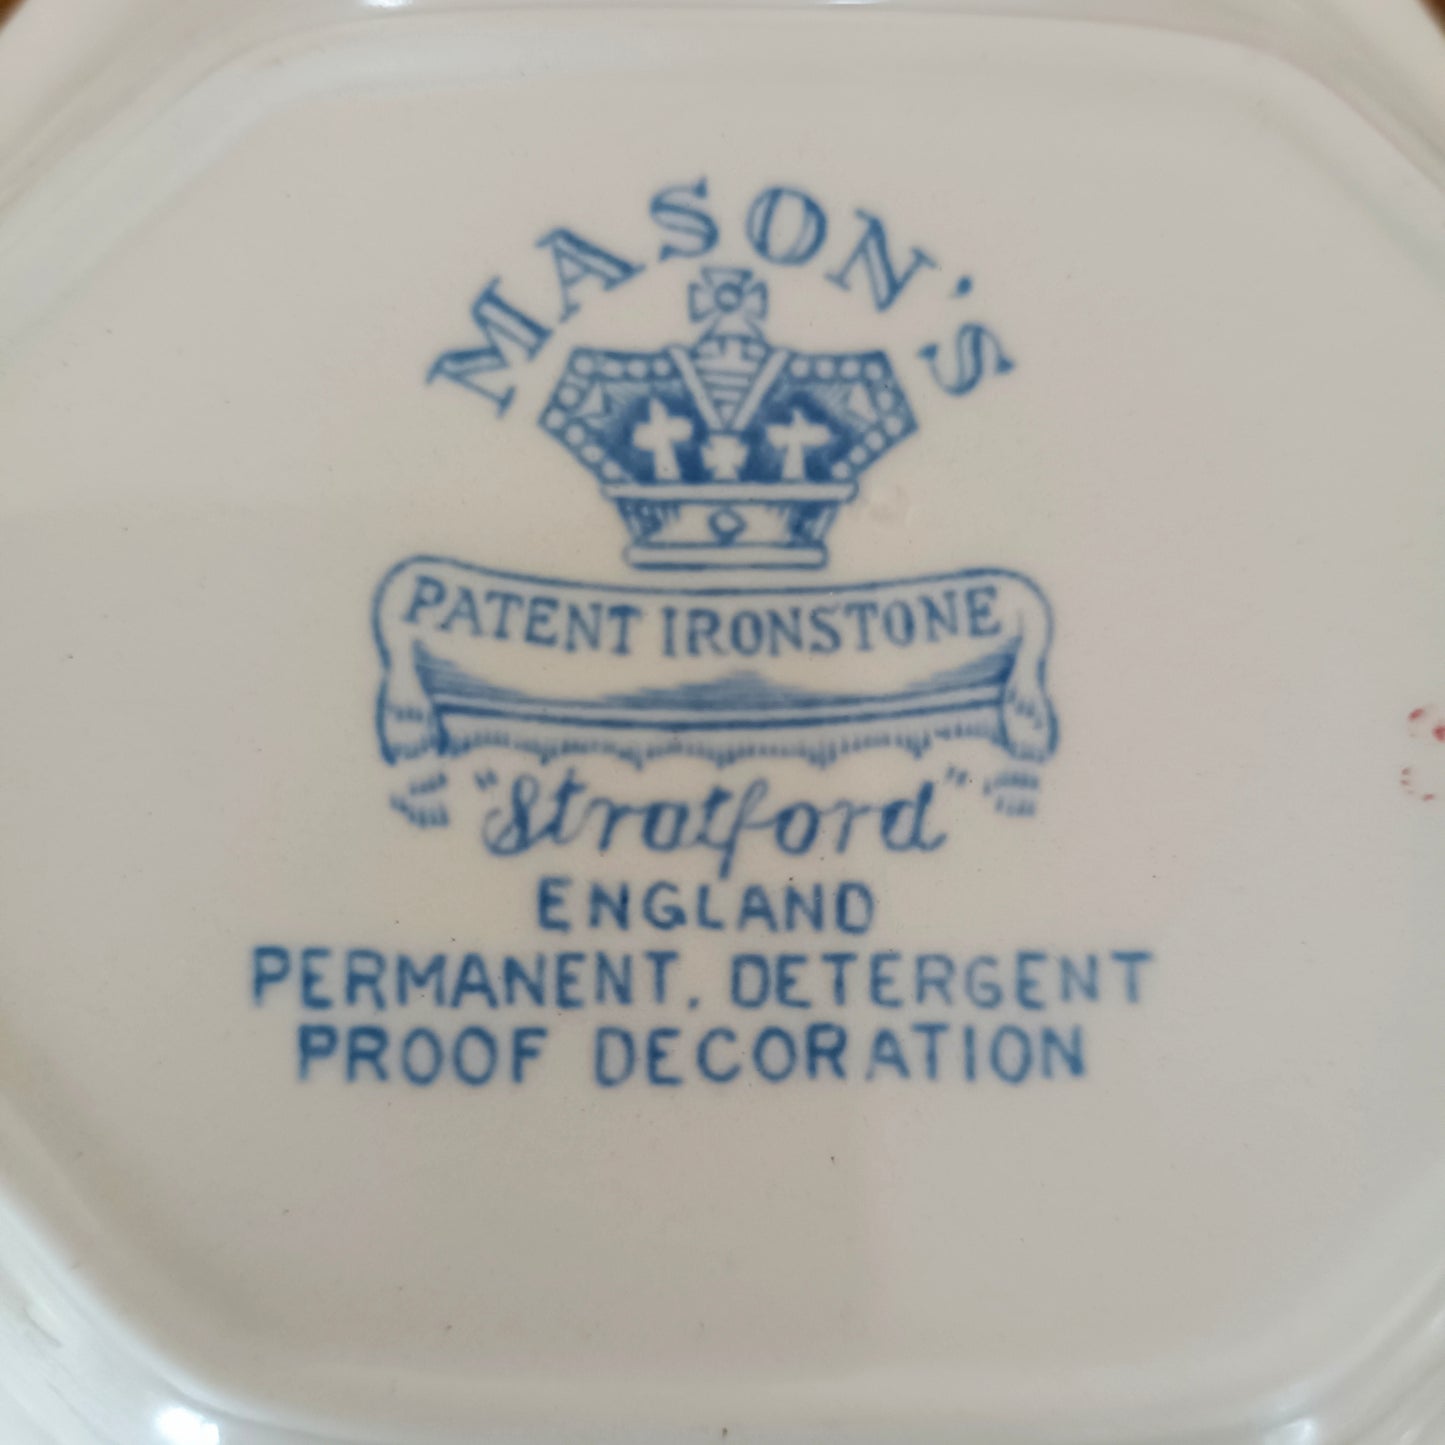 MASON'S
PATENT IRONSTONE
"Stratford"
ENGLAND
PERMANENT. DETERGENT
PROOF DECORATION